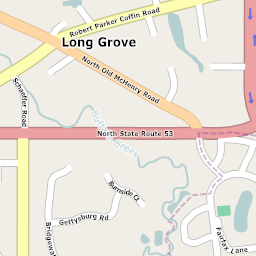 Robert Parker Coffin Road
Long Grove
North Old McHenry Road
Schaeffer Road
North State Route 53
Creek
Burnside Ct
Gettysburg Rd
Fairfax Lane